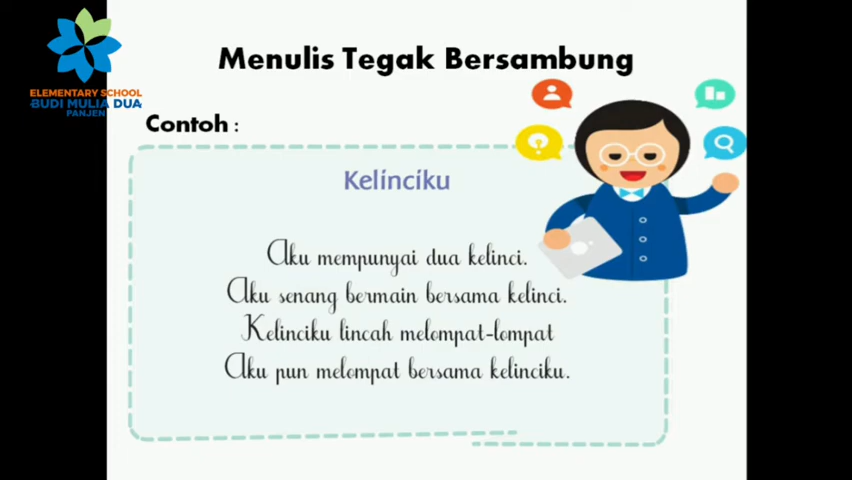 Menulis Tegak Bersambung
ELEMENTARY SCHOOL
BUDI MULIA DUA
PANJEN
Contoh :
Kelinciku
Aku mempunyai dua kelinci.
Aku senang bermain bersama kelinci.
Kelinciku lincah melompat-lompat
Aku pun melompat bersama kelinciku.